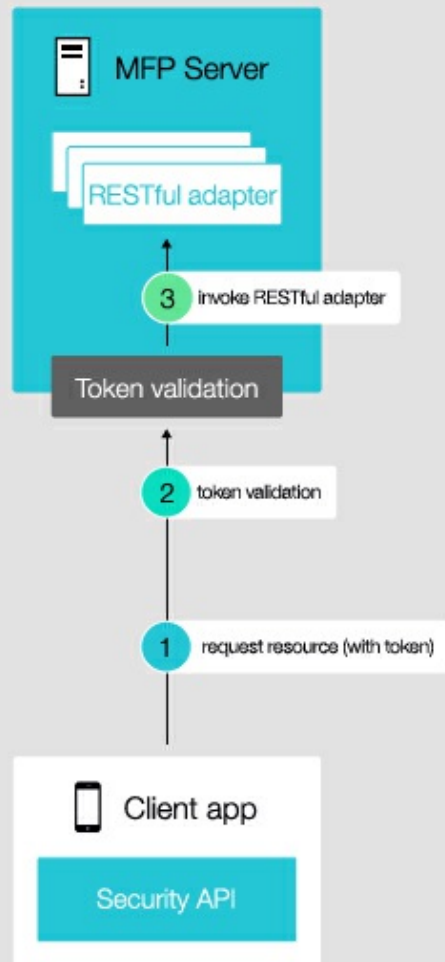 MFP Server
RESTful adapter
3 invoke RESTful adapter
Token validation
2 token validation
1 request resource (with token)
Client app
Security API